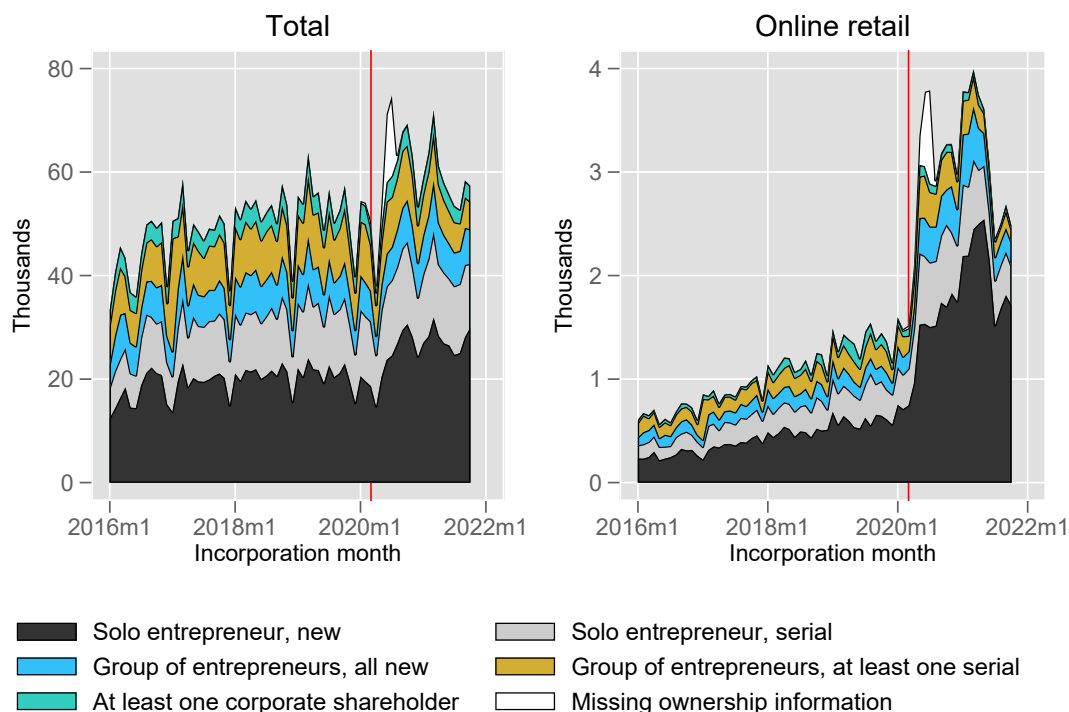 Total
Online retail
80
60
40
20
0
Thousands
2016m1
2018m1
2020m1
2022m1
Incorporation month
4
3
2
1
0
Thousands
2016m1
2018m1
2020m1
2022m1
Incorporation month
Solo entrepreneur, new
Solo entrepreneur, serial
Group of entrepreneurs, all new
Group of entrepreneurs, at least one serial
At least one corporate shareholder
Missing ownership information